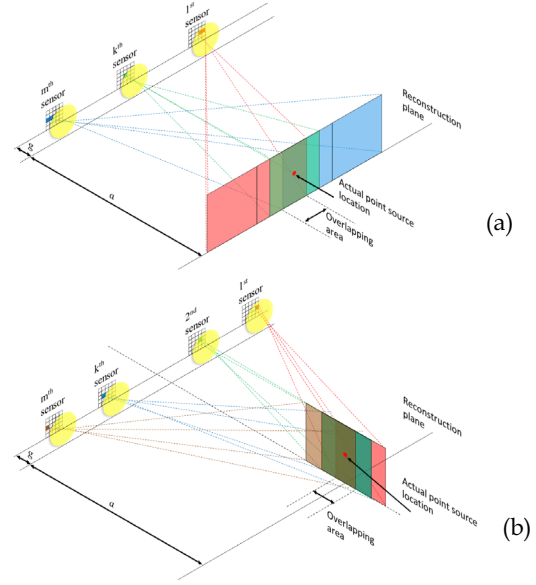 1st
sensor
kth
sensor
mth
sensor
g
a
Reconstruction
plane
Actual point source
location
Overlapping
area
(a)
1st
sensor
2nd
sensor
kth
sensor
mth
sensor
g
a
Reconstruction
plane
Actual point source
location
Overlapping
area
(b)